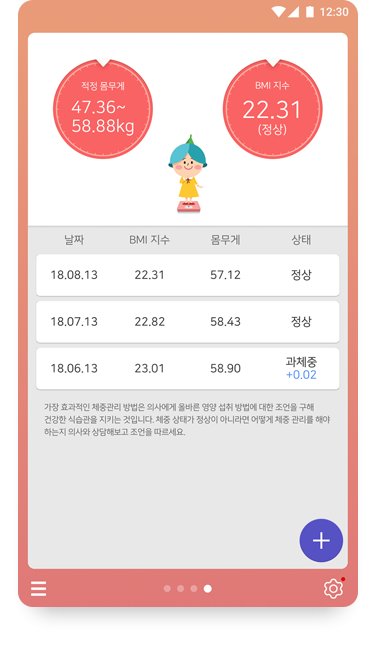 12:30
적정 몸무게
47.36~
58.88kg
BMI 지수
22.31
(정상)
날짜 BMI 지수 몸무게 상태
18.08.13 22.31 57.12 정상
18.07.13 22.82 58.43 정상
18.06.13 23.01 58.90 과체중
+0.02
가장 효과적인 체중관리 방법은 의사에게 올바른 영양 섭취 방법에 대한 조언을 구해
건강한 식습관을 지키는 것입니다. 체중 상태가 정상이 아니라면 어떻게 체중 관리를 해야
하는지 의사와 상담해보고 조언을 따르세요.